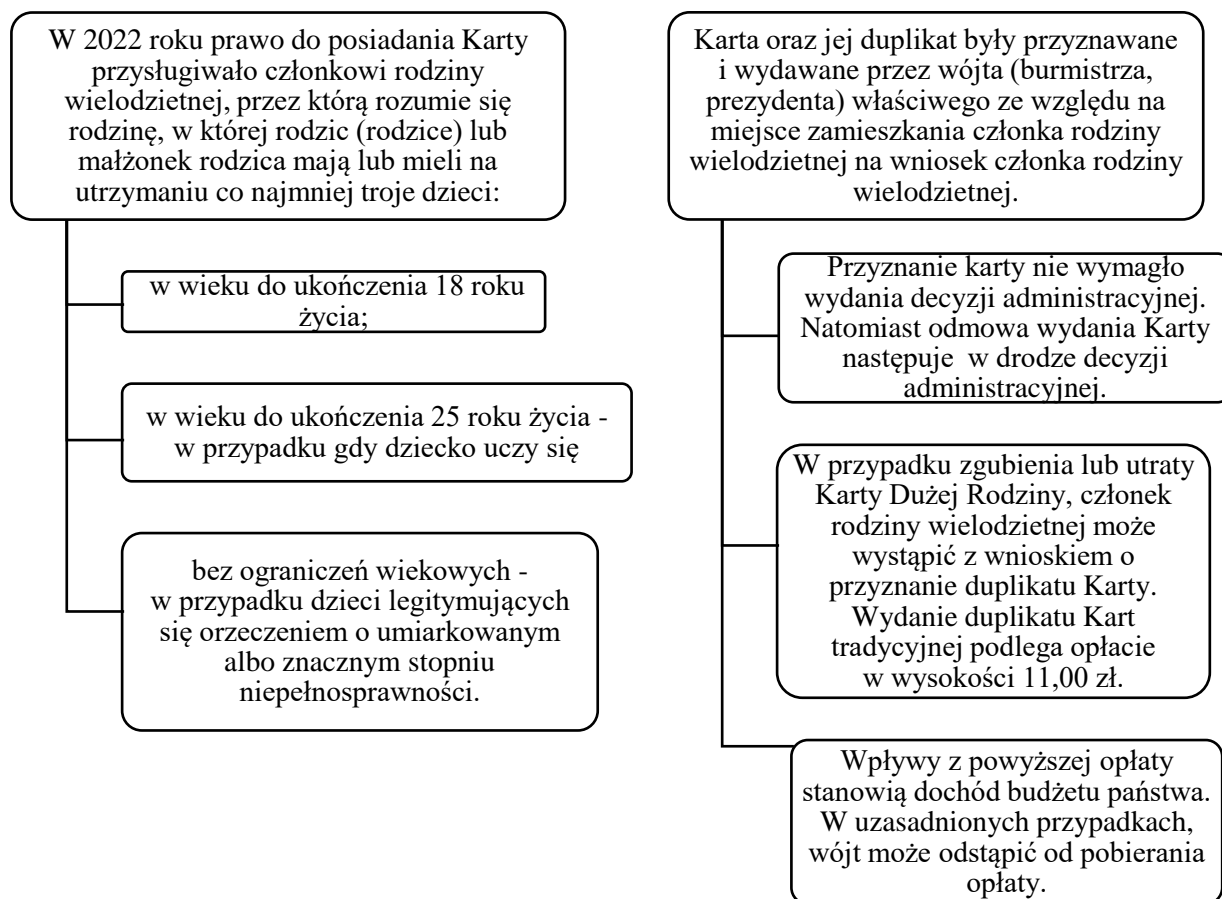 W 2022 roku prawo do posiadania Karty
przysługiwało członkowi rodziny
wielodzietnej, przez którą rozumie się
rodzinę, w której rodzic (rodzice) lub
małżonek rodzica mają lub mieli na
utrzymaniu co najmniej troje dzieci:
w wieku do ukończenia 18 roku
życia;
w wieku do ukończenia 25 roku życia -
w przypadku gdy dziecko uczy się
bez ograniczeń wiekowych -
w przypadku dzieci legitymujących
się orzeczeniem o umiarkowanym
albo znacznym stopniu
niepełnosprawności.
Karta oraz jej duplikat były przyznawane
i wydawane przez wójta (burmistrza,
prezydenta) właściwego ze względu na
miejsce zamieszkania członka rodziny
wielodzietnej na wniosek członka rodziny
wielodzietnej.
Przyznanie karty nie wymagło
wydania decyzji administracyjnej.
Natomiast odmowa wydania Karty
następuje w drodze decyzji
administracyjnej.
W przypadku zgubienia lub utraty
Karty Dużej Rodziny, członek
rodziny wielodzietnej może
wystąpić z wnioskiem o
przyznanie duplikatu Karty.
Wydanie duplikatu Kart
tradycyjnej podlega opłacie
w wysokości 11,00 zł.
Wpływy z powyższej opłaty
stanowią dochód budżetu państwa.
W uzasadnionych przypadkach,
wójt może odstąpić od pobierania
opłaty.